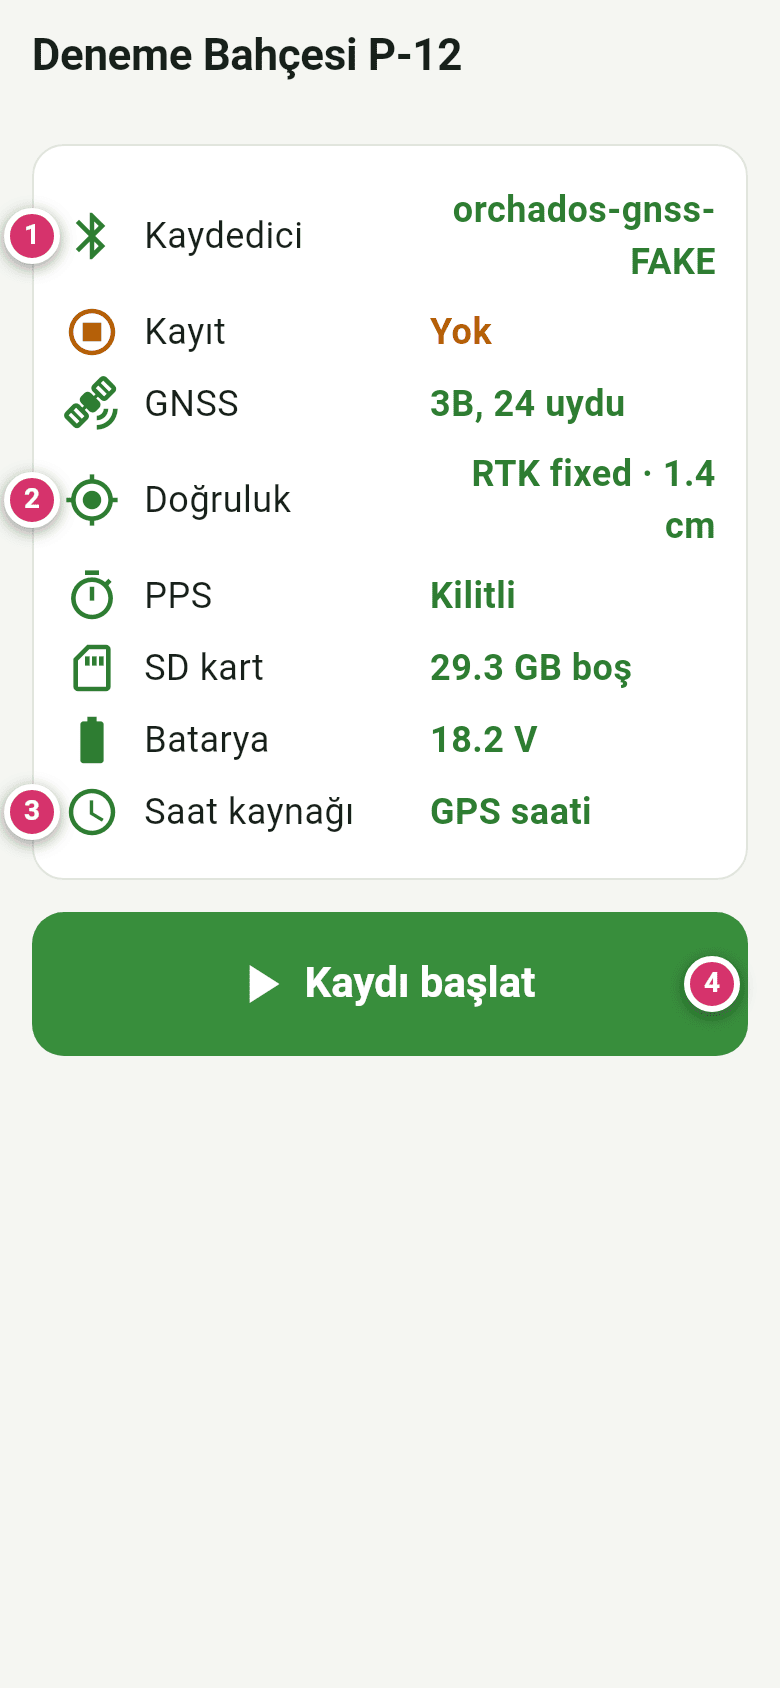 Deneme Bahçesi P-12
1 Kaydedici orchados-gnss-
FAKE
Kayıt Yok
GNSS 3B, 24 uydu
2 Doğruluk RTK fixed · 1.4
cm
PPS Kilitli
SD kart 29.3 GB boş
Batarya 18.2 V
3 Saat kaynağı GPS saati
Kaydı başlat 4